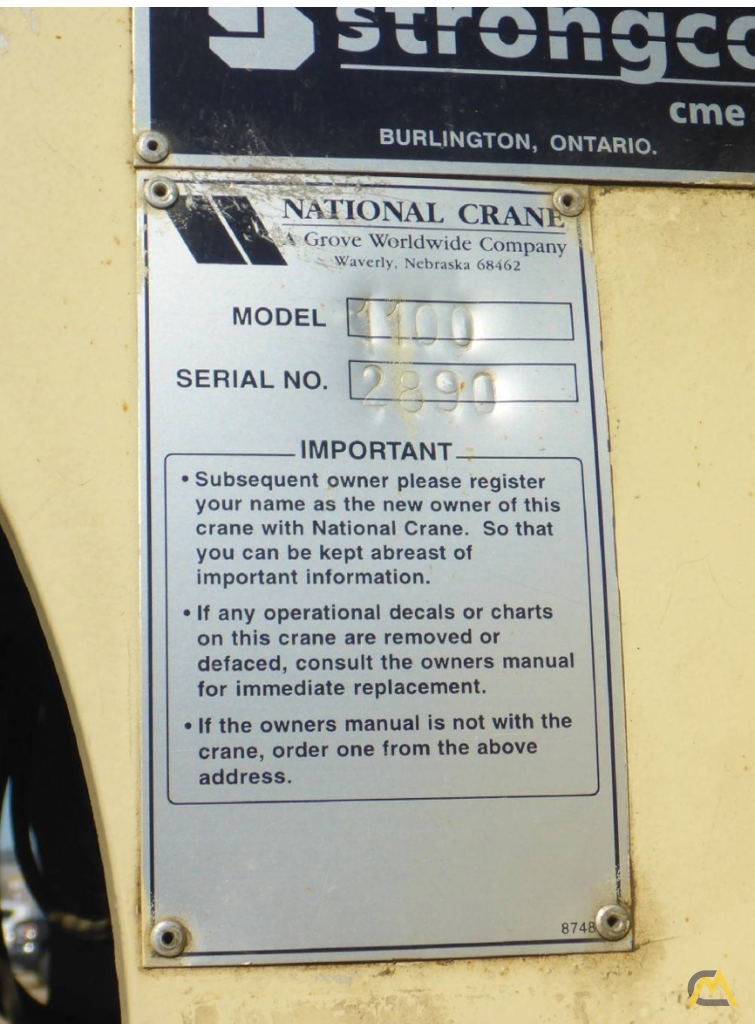 strongco
cme
BURLINGTON, ONTARIO.
NATIONAL CRANE
A Grove Worldwide Company
Waverly, Nebraska 68462
MODEL 1100
SERIAL NO. 2890
IMPORTANT
• Subsequent owner please register
your name as the new owner of this
crane with National Crane. So that
you can be kept abreast of
important information.
• If any operational decals or charts
on this crane are removed or
defaced, consult the owners manual
for immediate replacement.
• If the owners manual is not with the
crane, order one from the above
address.
8748